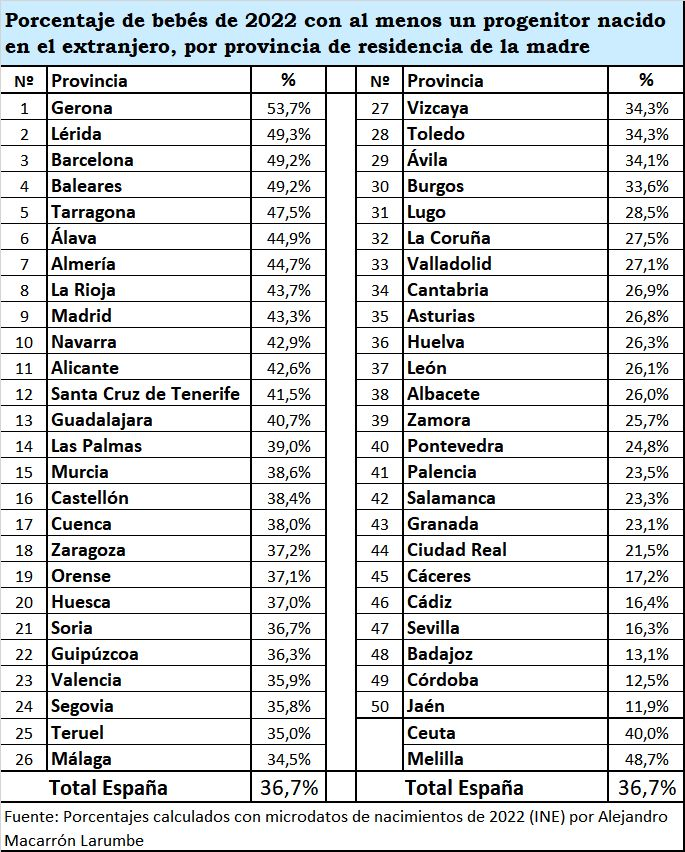 Porcentaje de bebés de 2022 con al menos un progenitor nacido
en el extranjero, por provincia de residencia de la madre
Nº Provincia % Nº Provincia %
1 Gerona 53,7% 27 Vizcaya 34,3%
2 Lérida 49,3% 28 Toledo 34,3%
3 Barcelona 49,2% 29 Ávila 34,1%
4 Baleares 49,2% 30 Burgos 33,6%
5 Tarragona 47,5% 31 Lugo 28,5%
6 Álava 44,9% 32 La Coruña 27,5%
7 Almería 44,7% 33 Valladolid 27,1%
8 La Rioja 43,7% 34 Cantabria 26,9%
9 Madrid 43,3% 35 Asturias 26,8%
10 Navarra 42,9% 36 Huelva 26,3%
11 Alicante 42,6% 37 León 26,1%
12 Santa Cruz de Tenerife 41,5% 38 Albacete 26,0%
13 Guadalajara 40,7% 39 Zamora 25,7%
14 Las Palmas 39,0% 40 Pontevedra 24,8%
15 Murcia 38,6% 41 Palencia 23,5%
16 Castellón 38,4% 42 Salamanca 23,3%
17 Cuenca 38,0% 43 Granada 23,1%
18 Zaragoza 37,2% 44 Ciudad Real 21,5%
19 Orense 37,1% 45 Cáceres 17,2%
20 Huesca 37,0% 46 Cádiz 16,4%
21 Soria 36,7% 47 Sevilla 16,3%
22 Guipúzcoa 36,3% 48 Badajoz 13,1%
23 Valencia 35,9% 49 Córdoba 12,5%
24 Segovia 35,8% 50 Jaén 11,9%
25 Teruel 35,0% Ceuta 40,0%
26 Málaga 34,5% Melilla 48,7%
Total España 36,7% Total España 36,7%
Fuente: Porcentajes calculados con microdatos de nacimientos de 2022 (INE) por Alejandro
Macarrón Larumbe